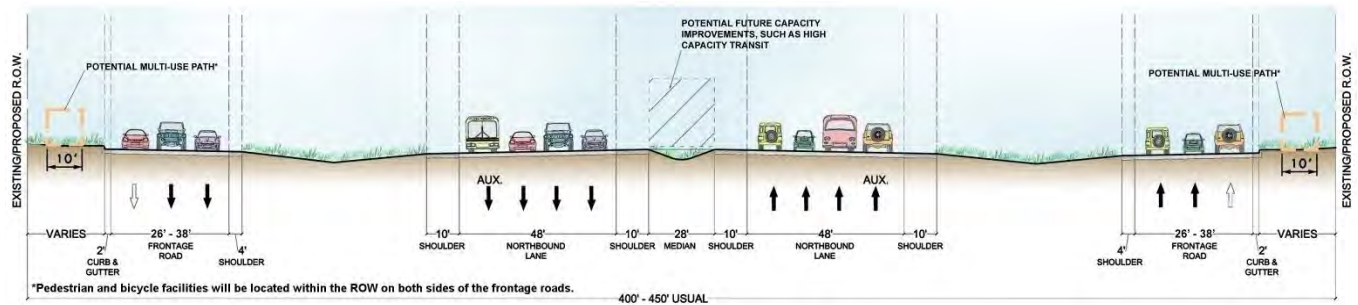 EXISTING/PROPOSED R.O.W.
POTENTIAL MULTI-USE PATH*
POTENTIAL FUTURE CAPACITY
IMPROVEMENTS, SUCH AS HIGH
CAPACITY TRANSIT
POTENTIAL MULTI-USE PATH*
EXISTING/PROPOSED R.O.W.
10'
10'
AUX.
AUX.
VARIES
2'
CURB &
GUTTER
26' - 38'
FRONTAGE
ROAD
4'
SHOULDER
10'
SHOULDER
48'
NORTHBOUND
LANE
10'
SHOULDER
28'
MEDIAN
10'
SHOULDER
48'
NORTHBOUND
LANE
10'
SHOULDER
4'
SHOULDER
26' - 38'
FRONTAGE
ROAD
2'
CURB &
GUTTER
VARIES
*Pedestrian and bicycle facilities will be located within the ROW on both sides of the frontage roads.
400' - 450' USUAL